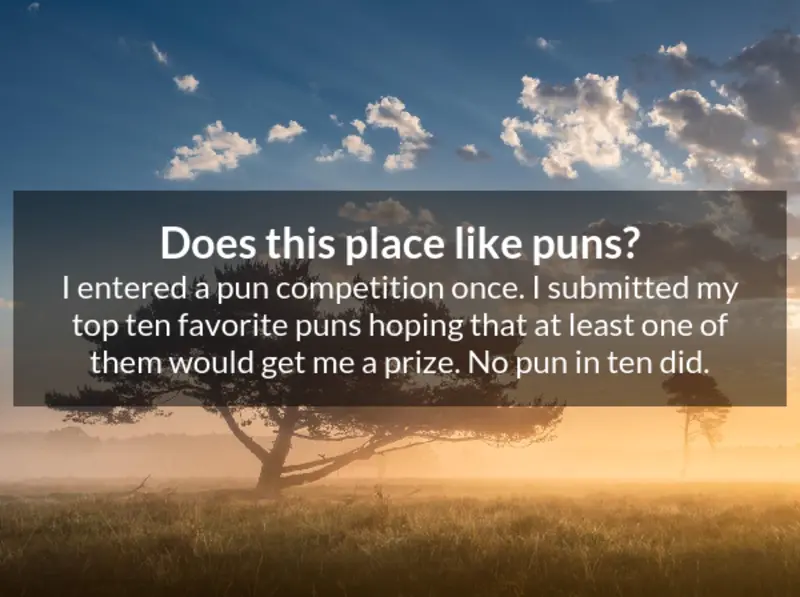 Does this place like puns?
I entered a pun competition once. I submitted my
top ten favorite puns hoping that at least one of
them would get me a prize. No pun in ten did.